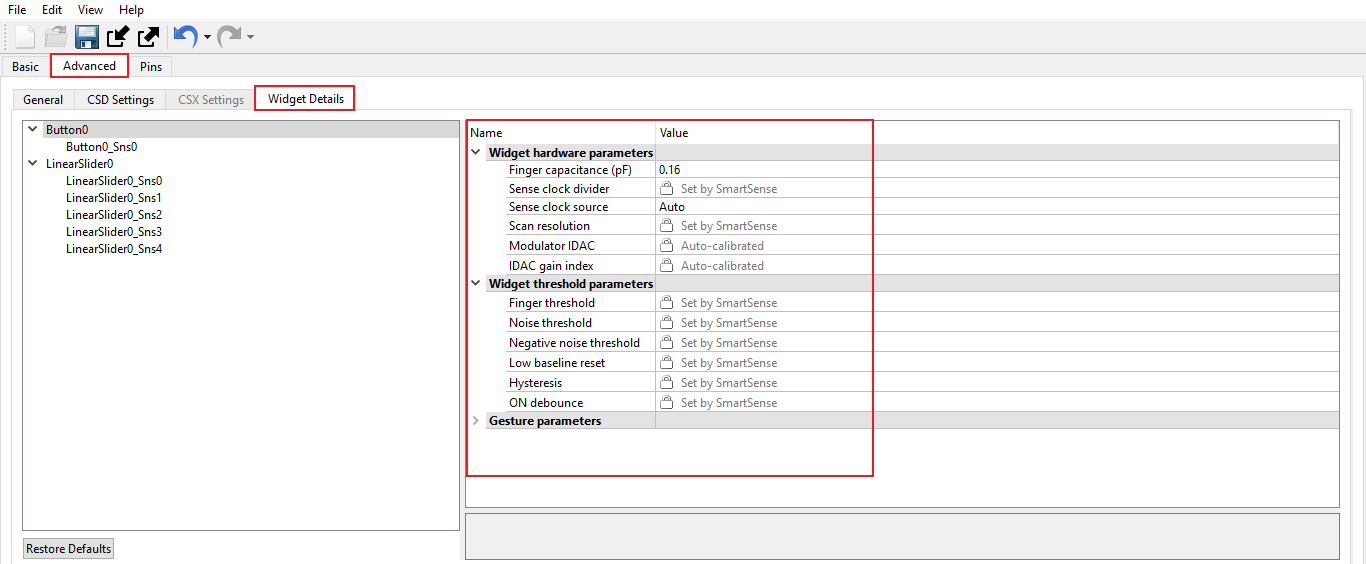 File Edit View Help
Basic Advanced Pins
General CSD Settings CSX Settings Widget Details
Button0
Button0_Sns0
LinearSlider0
LinearSlider0_Sns0
LinearSlider0_Sns1
LinearSlider0_Sns2
LinearSlider0_Sns3
LinearSlider0_Sns4
Restore Defaults
Name Value
Widget hardware parameters
Finger capacitance (pF) 0.16
Sense clock divider Set by SmartSense
Sense clock source Auto
Scan resolution Set by SmartSense
Modulator IDAC Auto-calibrated
IDAC gain index Auto-calibrated
Widget threshold parameters
Finger threshold Set by SmartSense
Noise threshold Set by SmartSense
Negative noise threshold Set by SmartSense
Low baseline reset Set by SmartSense
Hysteresis Set by SmartSense
ON debounce Set by SmartSense
Gesture parameters